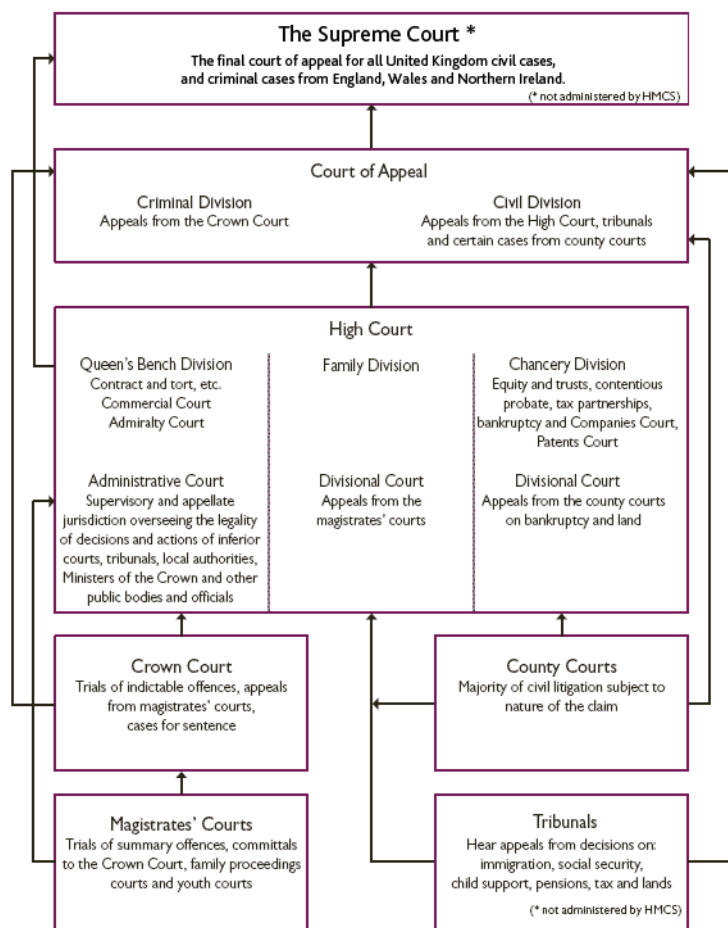 The Supreme Court *
The final court of appeal for all United Kingdom civil cases,
and criminal cases from England, Wales and Northern Ireland.
(* not administered by HMCS)
Court of Appeal
Criminal Division
Appeals from the Crown Court
Civil Division
Appeals from the High Court, tribunals
and certain cases from county courts
High Court
Queen's Bench Division
Contract and tort, etc.
Commercial Court
Admiralty Court
Family Division
Chancery Division
Equity and trusts, contentious
probate, tax partnerships,
bankruptcy and Companies Court,
Patents Court
Administrative Court
Supervisory and appellate
jurisdiction overseeing the legality
of decisions and actions of inferior
courts, tribunals, local authorities,
Ministers of the Crown and other
public bodies and officials
Divisional Court
Appeals from the
magistrates' courts
Divisional Court
Appeals from the county courts
on bankruptcy and land
Crown Court
Trials of indictable offences, appeals
from magistrates' courts,
cases for sentence
County Courts
Majority of civil litigation subject to
nature of the claim
Magistrates' Courts
Trials of summary offences, committals
to the Crown Court, family proceedings
courts and youth courts
Tribunals
Hear appeals from decisions on:
immigration, social security,
child support, pensions, tax and lands
(* not administered by HMCS)